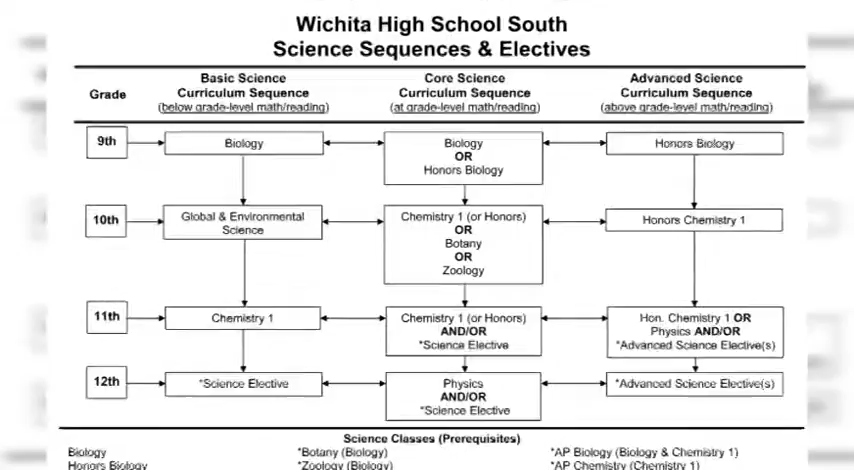 Wichita High School South
Science Sequences & Electives
Grade
Basic Science
Curriculum Sequence
(below grade-level math/reading)
Core Science
Curriculum Sequence
(at grade-level math/reading)
Advanced Science
Curriculum Sequence
(above grade-level math/reading)
9th
Biology
Biology
OR
Honors Biology
Honors Biology
10th
Global & Environmental
Science
Chemistry 1 (or Honors)
OR
Botany
OR
Zoology
Honors Chemistry 1
11th
Chemistry 1
Chemistry 1 (or Honors)
AND/OR
*Science Elective
Hon. Chemistry 1 OR
Physics AND/OR
*Advanced Science Elective(s)
12th
*Science Elective
Physics
AND/OR
*Science Elective
*Advanced Science Elective(s)
Science Classes (Prerequisites)
Biology
*Botany (Biology)
*AP Biology (Biology & Chemistry 1)
Honors Biology
*Zoology (Biology)
*AP Chemistry (Chemistry 1)